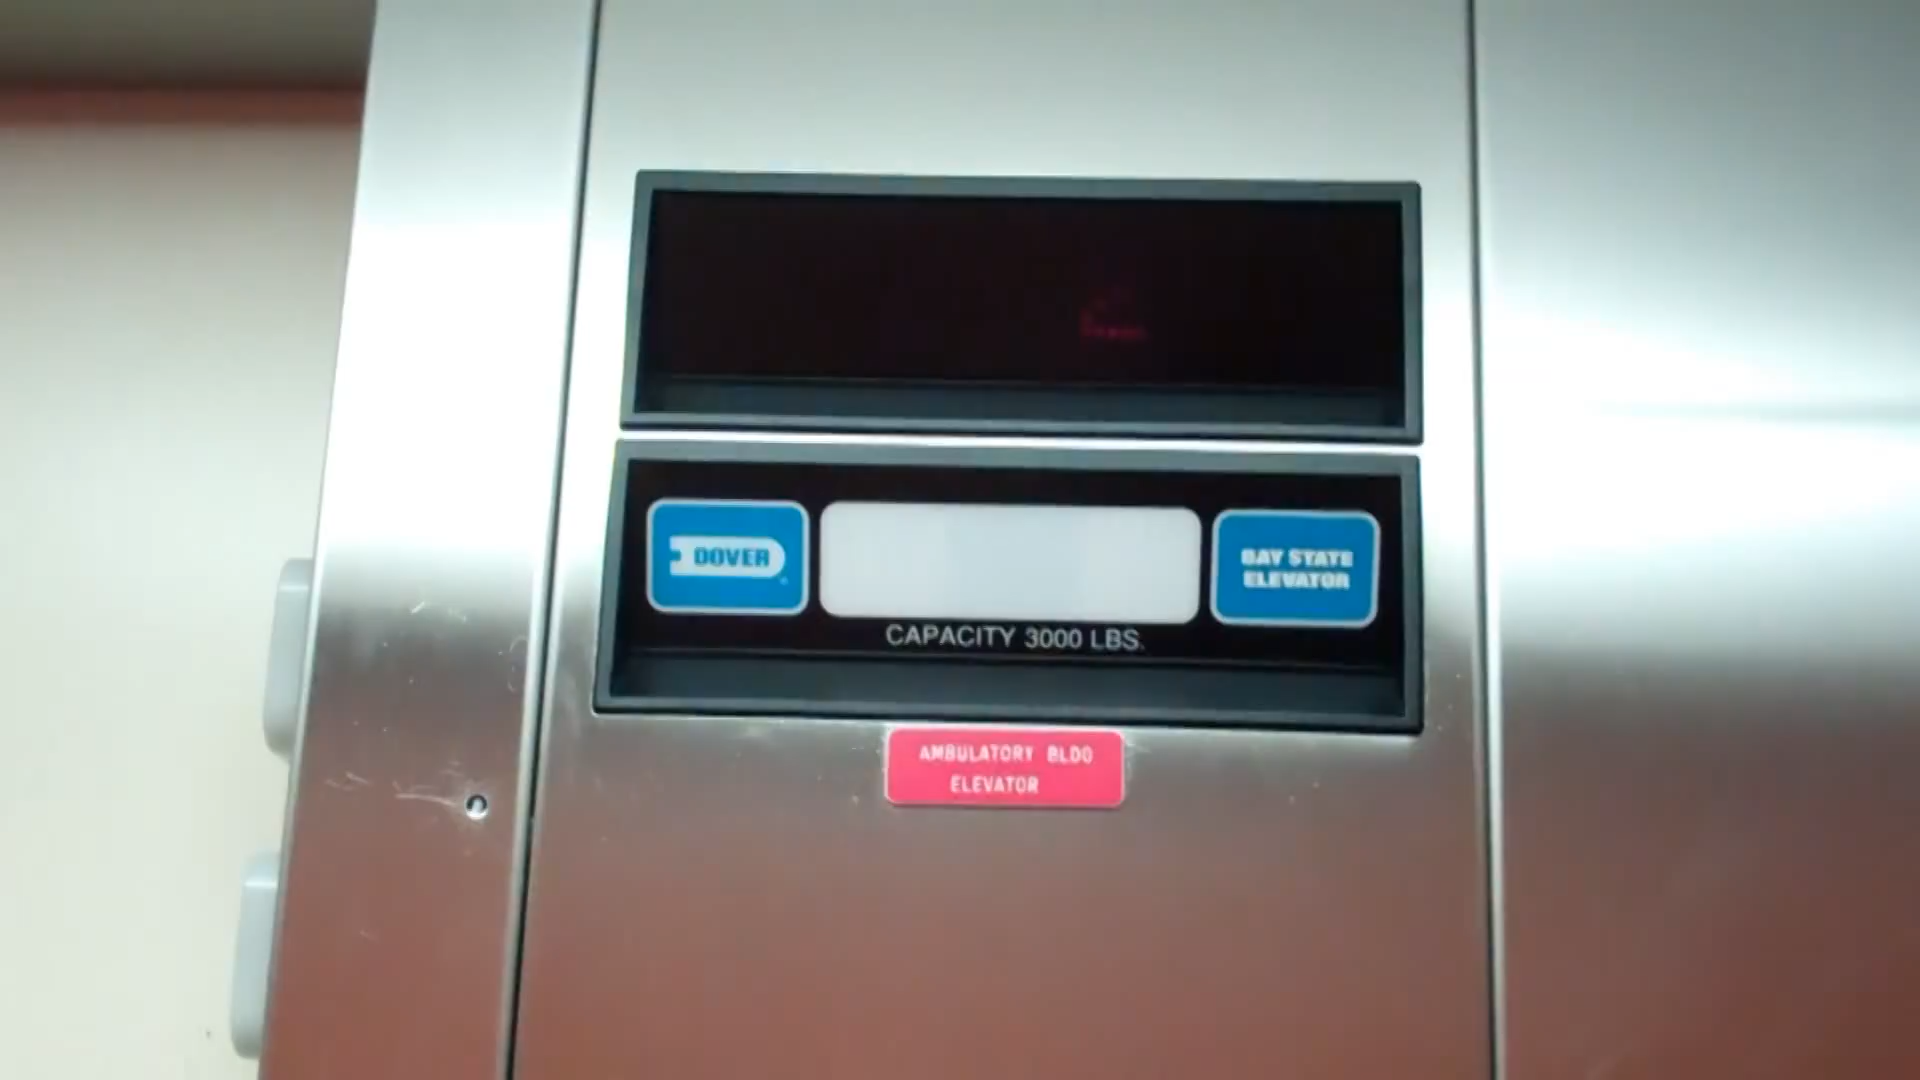 DOVER
BAY STATE
ELEVATOR
CAPACITY 3000 LBS.
AMBULATORY BLDG
ELEVATOR